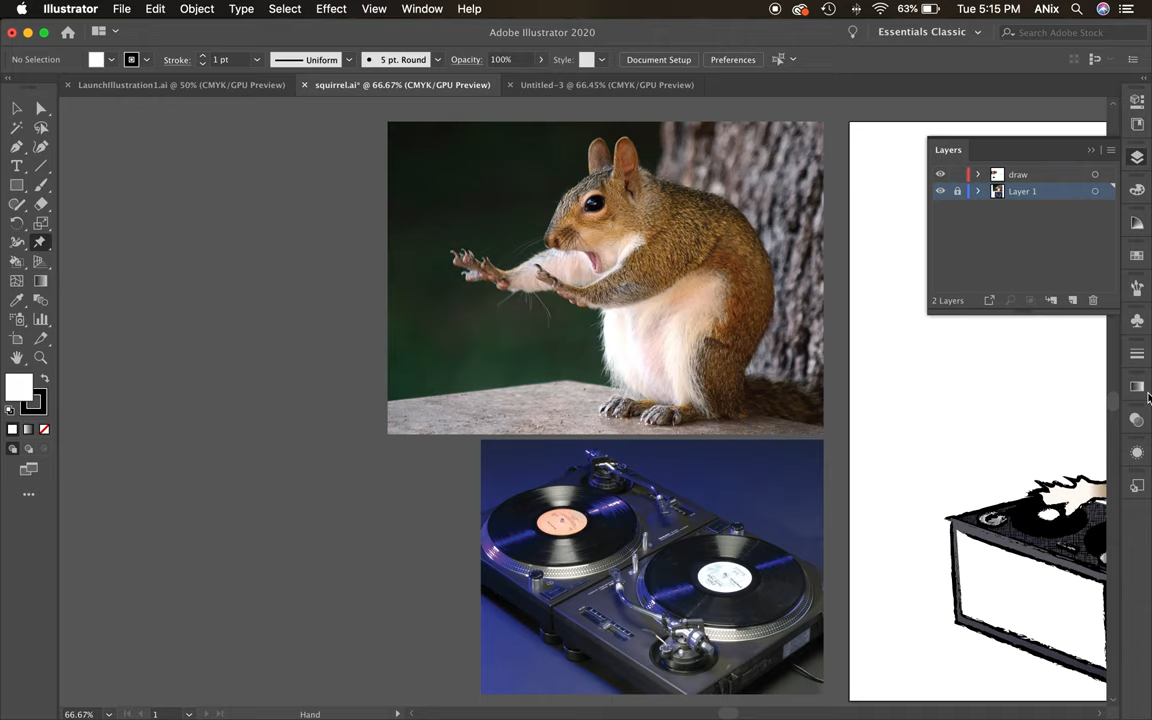 Illustrator File Edit Object Type Select Effect View Window Help 63% Tue 5:15 PM ANix
Adobe Illustrator 2020 Essentials Classic Search Adobe Stock
No Selection Stroke: 1 pt Uniform 5 pt. Round Opacity: 100% Style: Document Setup Preferences
LaunchIllustration1.ai @ 50% (CMYK/GPU Preview) squirrel.ai* @ 66.67% (CMYK/GPU Preview) Untitled-3 @ 66.45% (CMYK/GPU Preview)
Layers
draw
Layer 1
2 Layers
66.67% 1 Hand